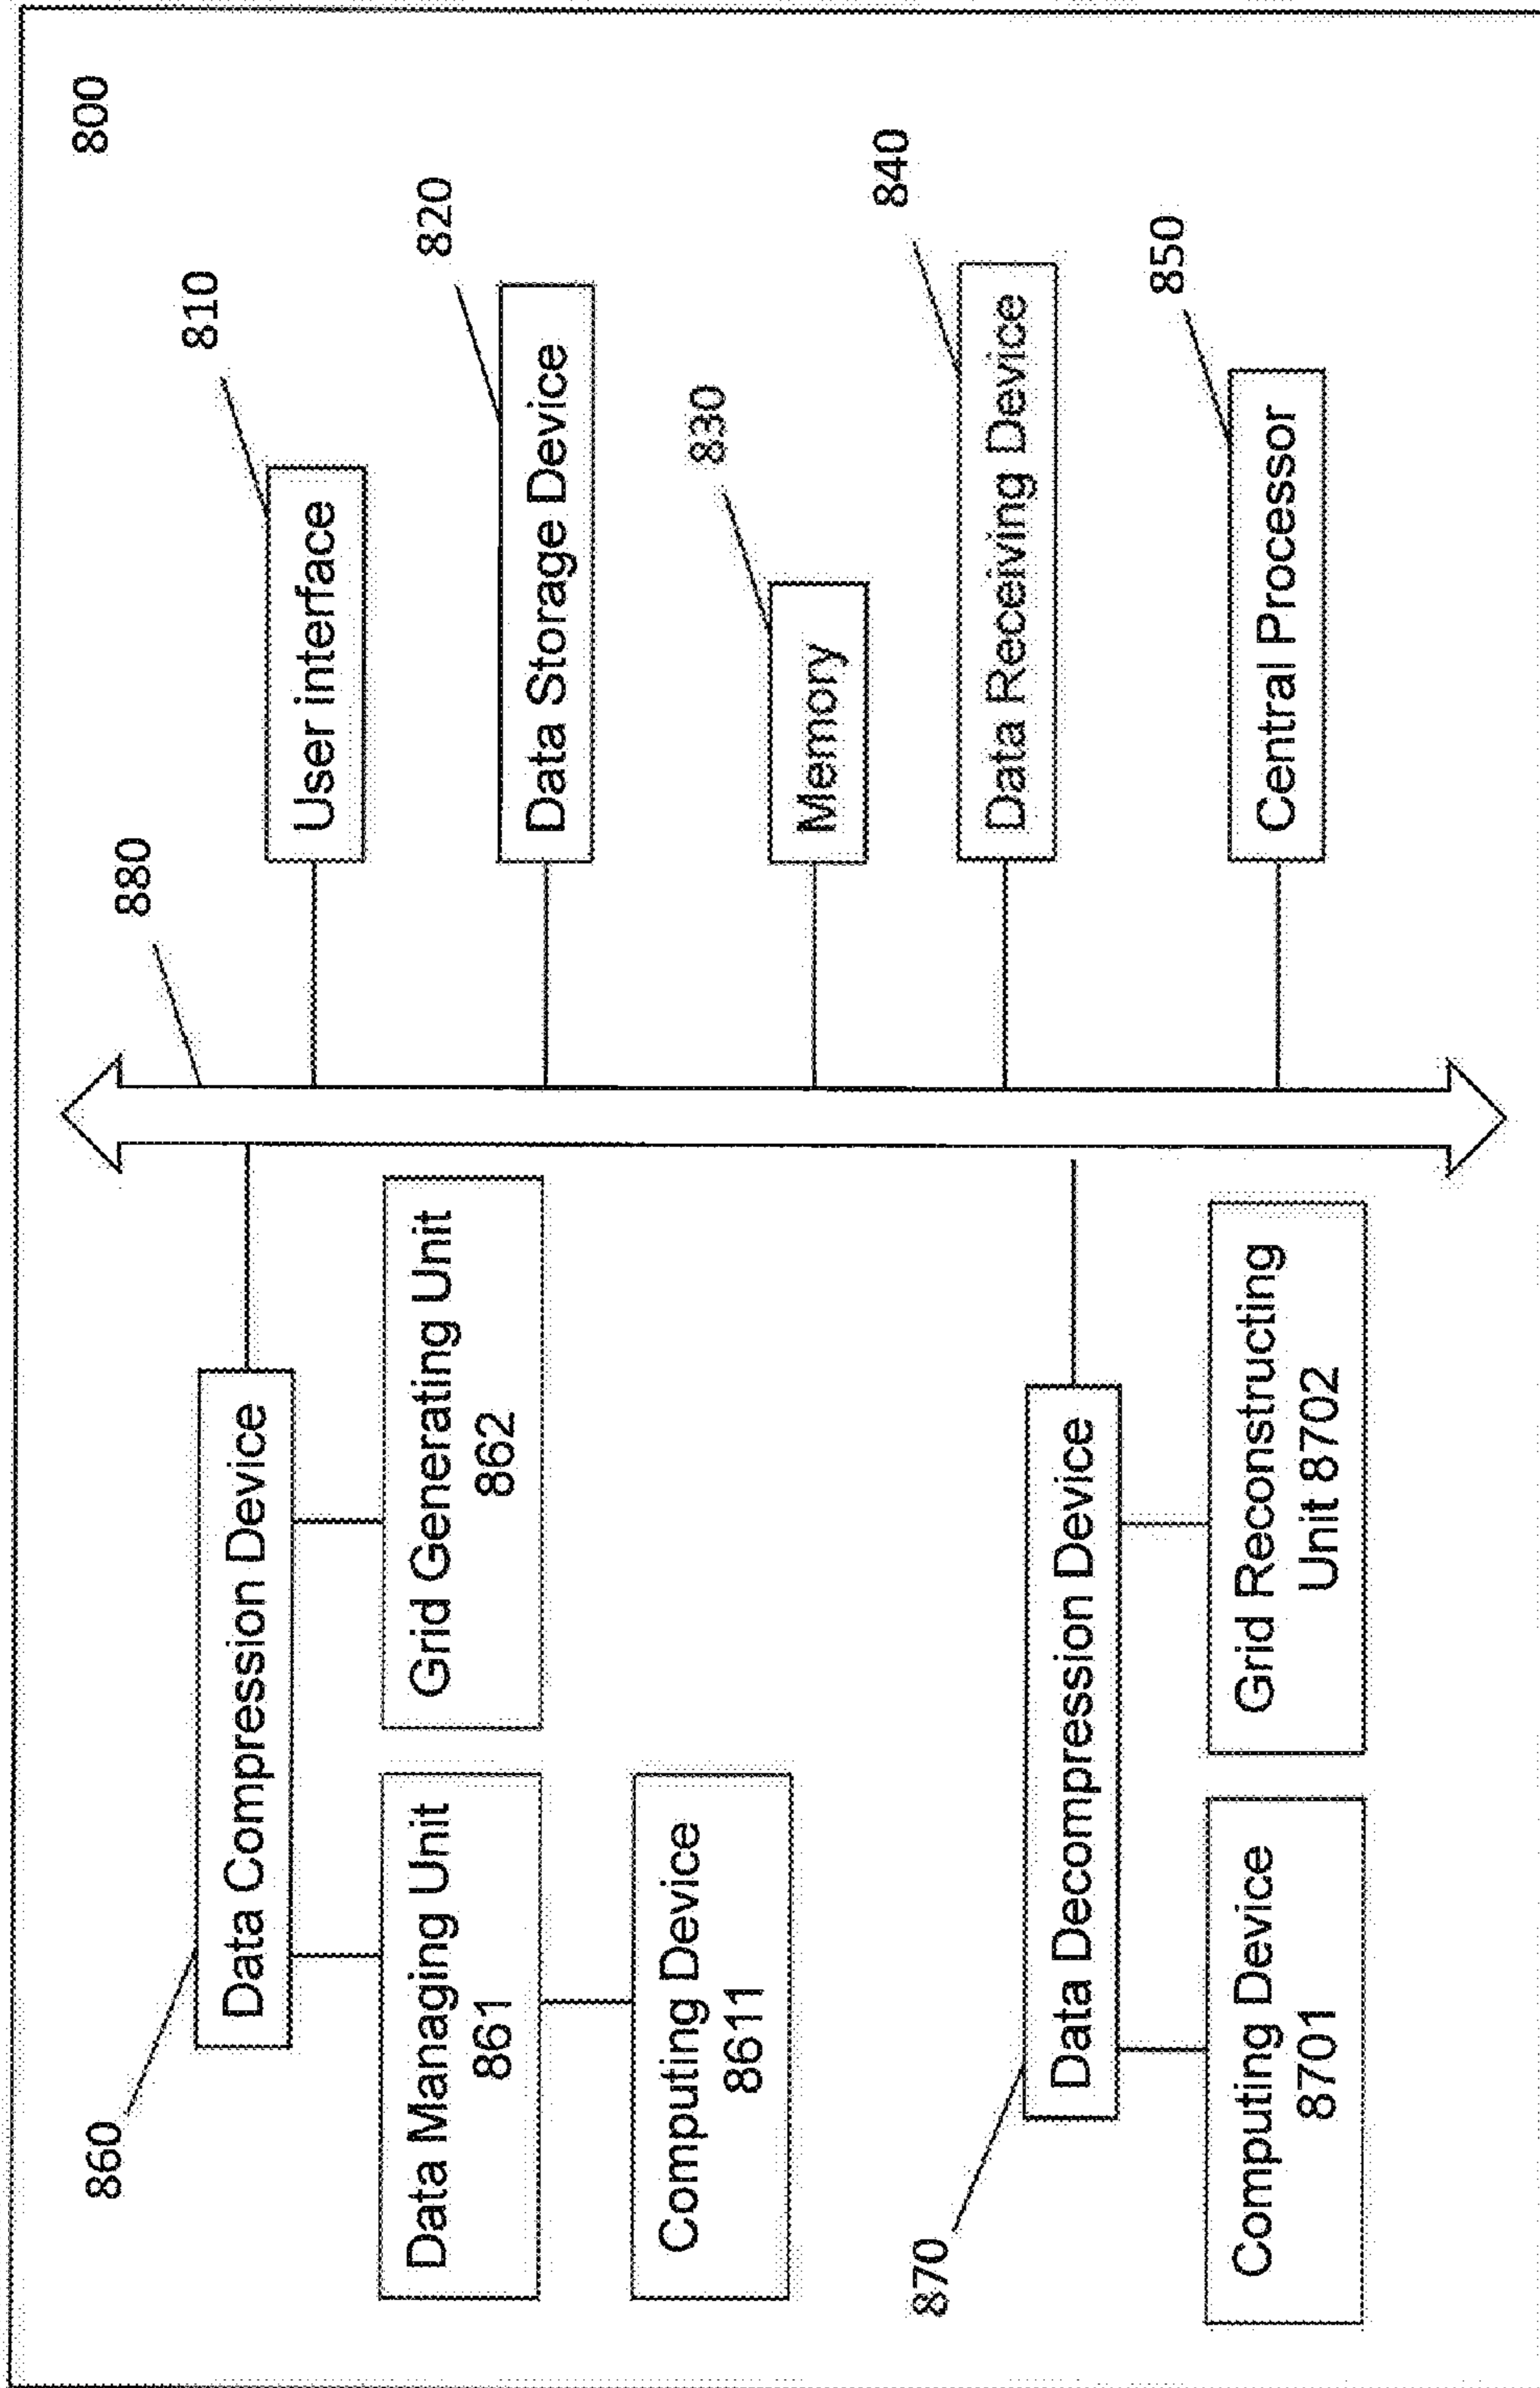 800
880
810
User interface
820
Data Storage Device
830
Memory
840
Data Receiving Device
850
Central Processor
860
Data Compression Device
Data Managing Unit
861
Grid Generating Unit
862
Computing Device
8611
870
Data Decompression Device
Computing Device
8701
Grid Reconstructing
Unit 8702